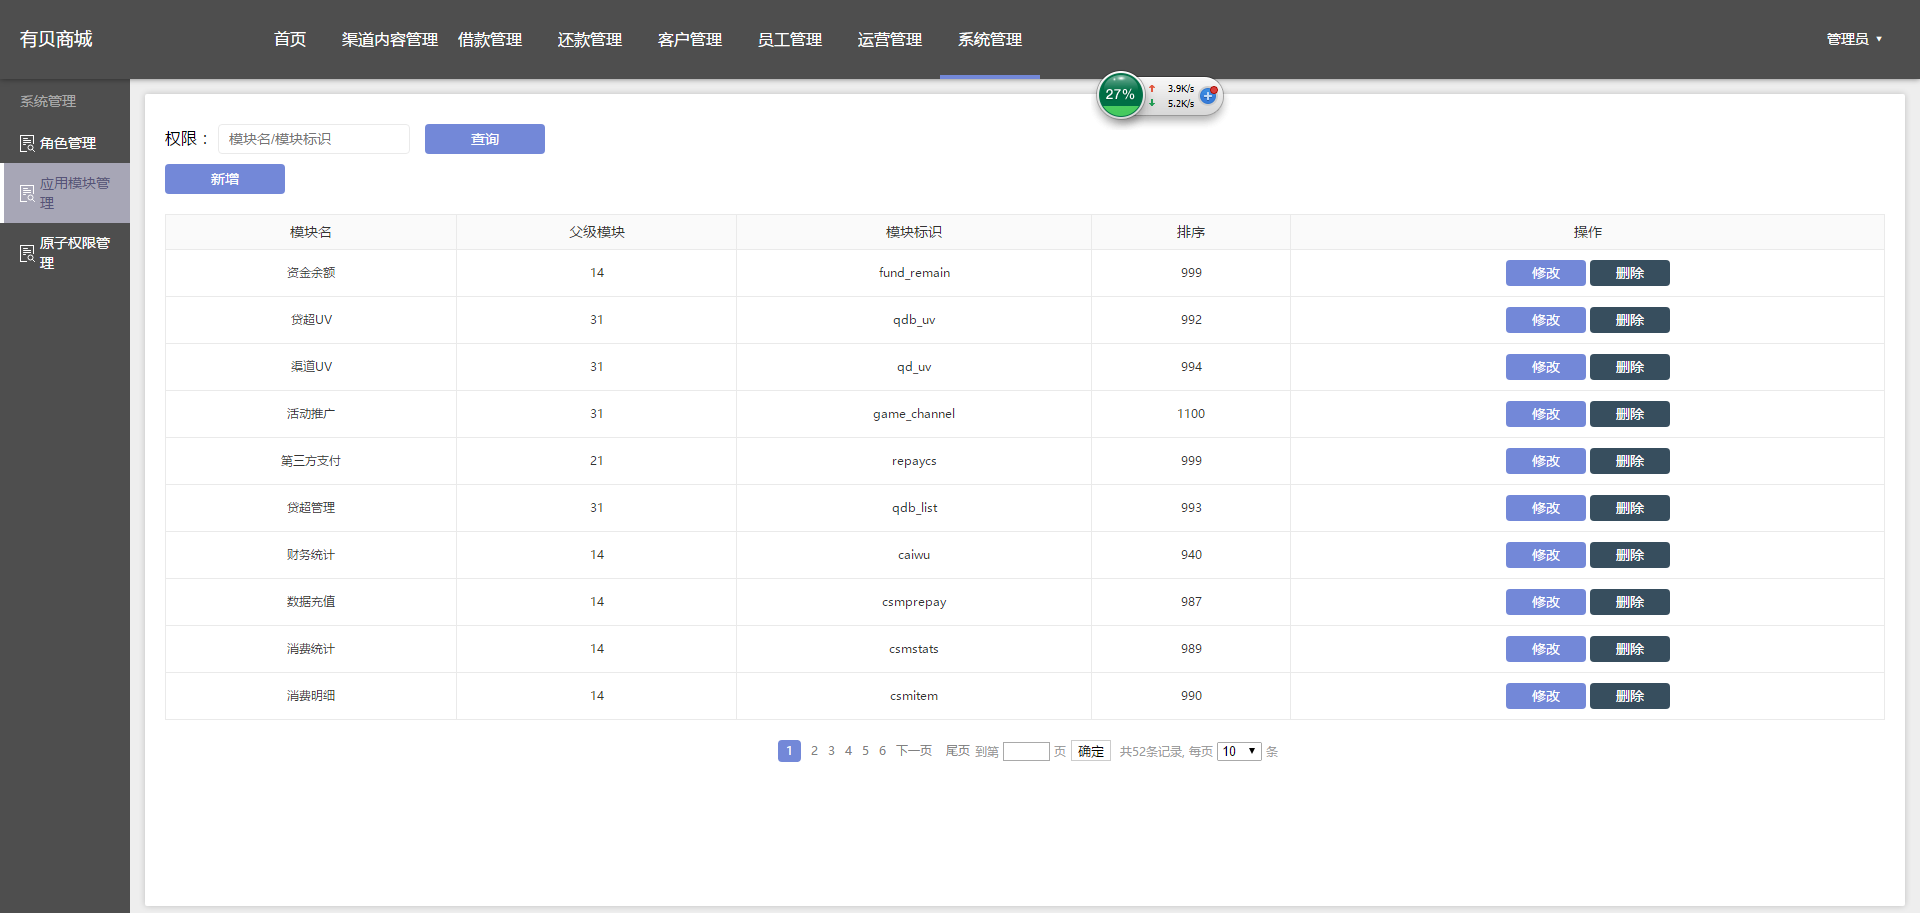 有贝商城 首页 渠道内容管理 借款管理 还款管理 客户管理 员工管理 运营管理 系统管理 管理员
系统管理
角色管理
应用模块管
理
原子权限管
理
27% 3.9K/s
5.2K/s
权限： 模块名/模块标识 查询
新增
模块名 父级模块 模块标识 排序 操作
资金余额 14 fund_remain 999 修改 删除
贷超UV 31 qdb_uv 992 修改 删除
渠道UV 31 qd_uv 994 修改 删除
活动推广 31 game_channel 1100 修改 删除
第三方支付 21 repaycs 999 修改 删除
贷超管理 31 qdb_list 993 修改 删除
财务统计 14 caiwu 940 修改 删除
数据充值 14 csmprepay 987 修改 删除
消费统计 14 csmstats 989 修改 删除
消费明细 14 csmitem 990 修改 删除
1 2 3 4 5 6 下一页 尾页 到第 页 确定 共52条记录, 每页 10 条